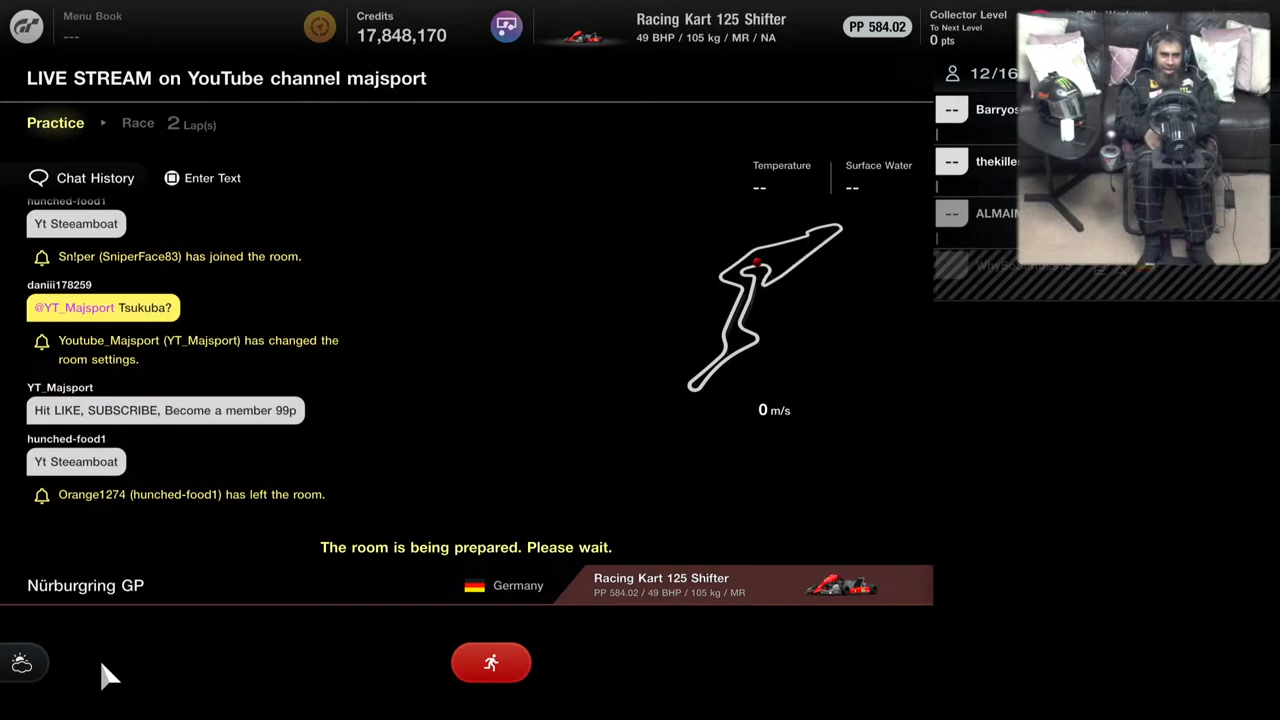 Menu Book
---
Credits
17,848,170
Racing Kart 125 Shifter
49 BHP / 105 kg / MR / NA
PP 584.02
Collector Level
To Next Level
0 pts
LIVE STREAM on YouTube channel majsport
12/16
Practice
Race 2 Lap(s)
-- Barryos
Chat History
Enter Text
Temperature
--
Surface Water
--
-- thekiller
-- ALMAIN
hunched-food1
Yt Steeamboat
Sn!per (SniperFace83) has joined the room.
daniii178259
@YT_Majsport Tsukuba?
Youtube_Majsport (YT_Majsport) has changed the
room settings.
YT_Majsport
Hit LIKE, SUBSCRIBE, Become a member 99p
0 m/s
hunched-food1
Yt Steeamboat
Orange1274 (hunched-food1) has left the room.
The room is being prepared. Please wait.
Nürburgring GP
Germany
Racing Kart 125 Shifter
PP 584.02 / 49 BHP / 105 kg / MR